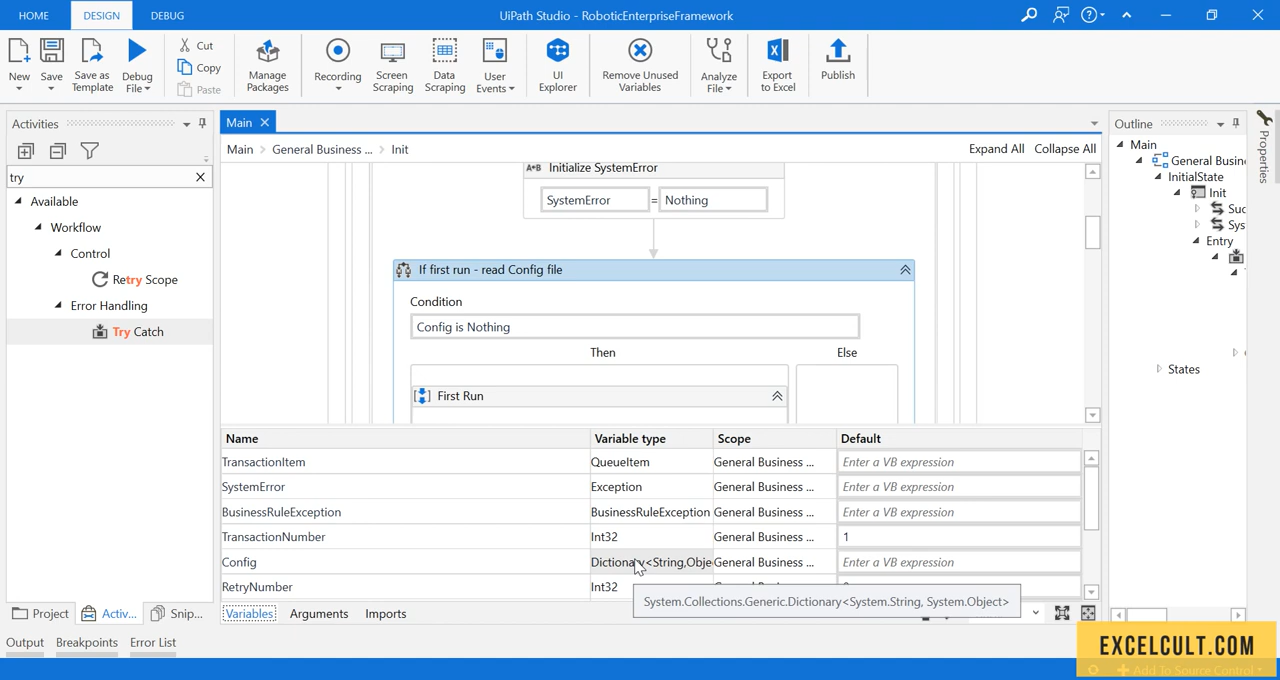 HOME
DESIGN
DEBUG
UiPath Studio - RoboticEnterpriseFramework
New
Save
Save as Template
Debug File
Cut
Copy
Paste
Manage Packages
Recording
Screen Scraping
Data Scraping
User Events
UI Explorer
Remove Unused Variables
Analyze File
Export to Excel
Publish
Activities
try
Available
Workflow
Control
Retry Scope
Error Handling
Try Catch
Project
Activ...
Snip...
Main
Main > General Business ... > Init
Expand All
Collapse All
A*B Initialize SystemError
SystemError = Nothing
If first run - read Config file
Condition
Config is Nothing
Then
Else
First Run
Name Variable type Scope Default
TransactionItem QueueItem General Business ... Enter a VB expression
SystemError Exception General Business ... Enter a VB expression
BusinessRuleException BusinessRuleException General Business ... Enter a VB expression
TransactionNumber Int32 General Business ... 1
Config Dictionary<String,Obje General Business ... Enter a VB expression
RetryNumber Int32
System.Collections.Generic.Dictionary<System.String, System.Object>
Variables
Arguments
Imports
Outline
Main
General Busin
InitialState
Init
Suc
Sys
Entry
States
Properties
Output
Breakpoints
Error List
EXCELCULT.COM
Add To Source Control